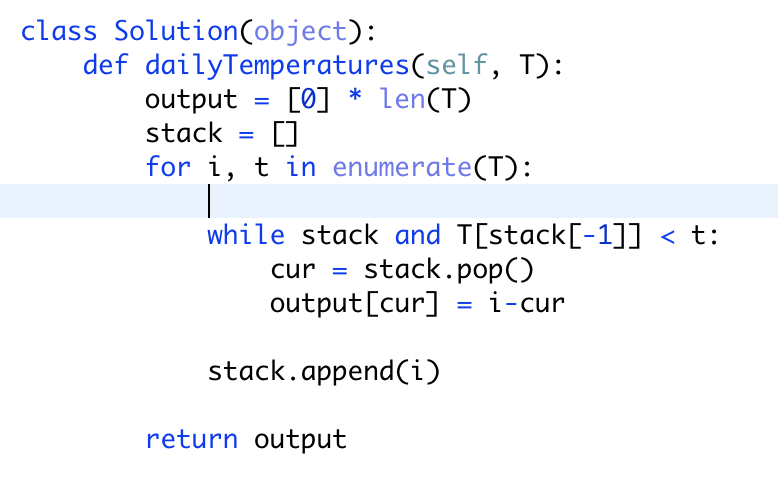 class Solution(object):
    def dailyTemperatures(self, T):
        output = [0] * len(T)
        stack = []
        for i, t in enumerate(T):
            while stack and T[stack[-1]] < t:
                cur = stack.pop()
                output[cur] = i-cur
            stack.append(i)
        return output